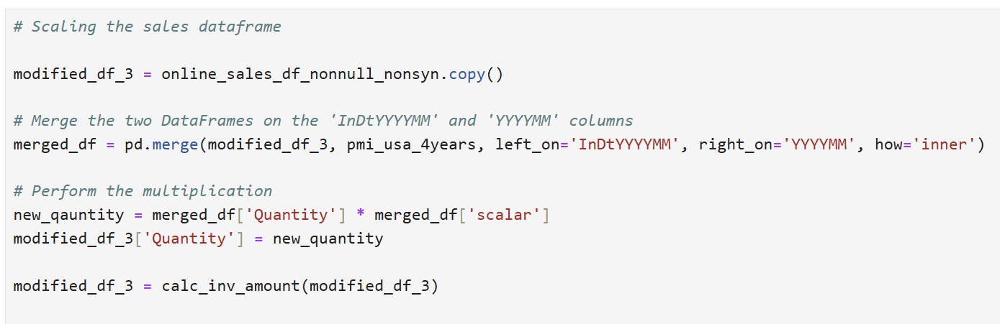 # Scaling the sales dataframe
modified_df_3 = online_sales_df_nonnull_nonsyn.copy()
# Merge the two DataFrames on the 'InDtYYYYMM' and 'YYYYMM' columns
merged_df = pd.merge(modified_df_3, pmi_usa_4years, left_on='InDtYYYYMM', right_on='YYYYMM', how='inner')
# Perform the multiplication
new_qauntity = merged_df['Quantity'] * merged_df['scalar']
modified_df_3['Quantity'] = new_quantity
modified_df_3 = calc_inv_amount(modified_df_3)